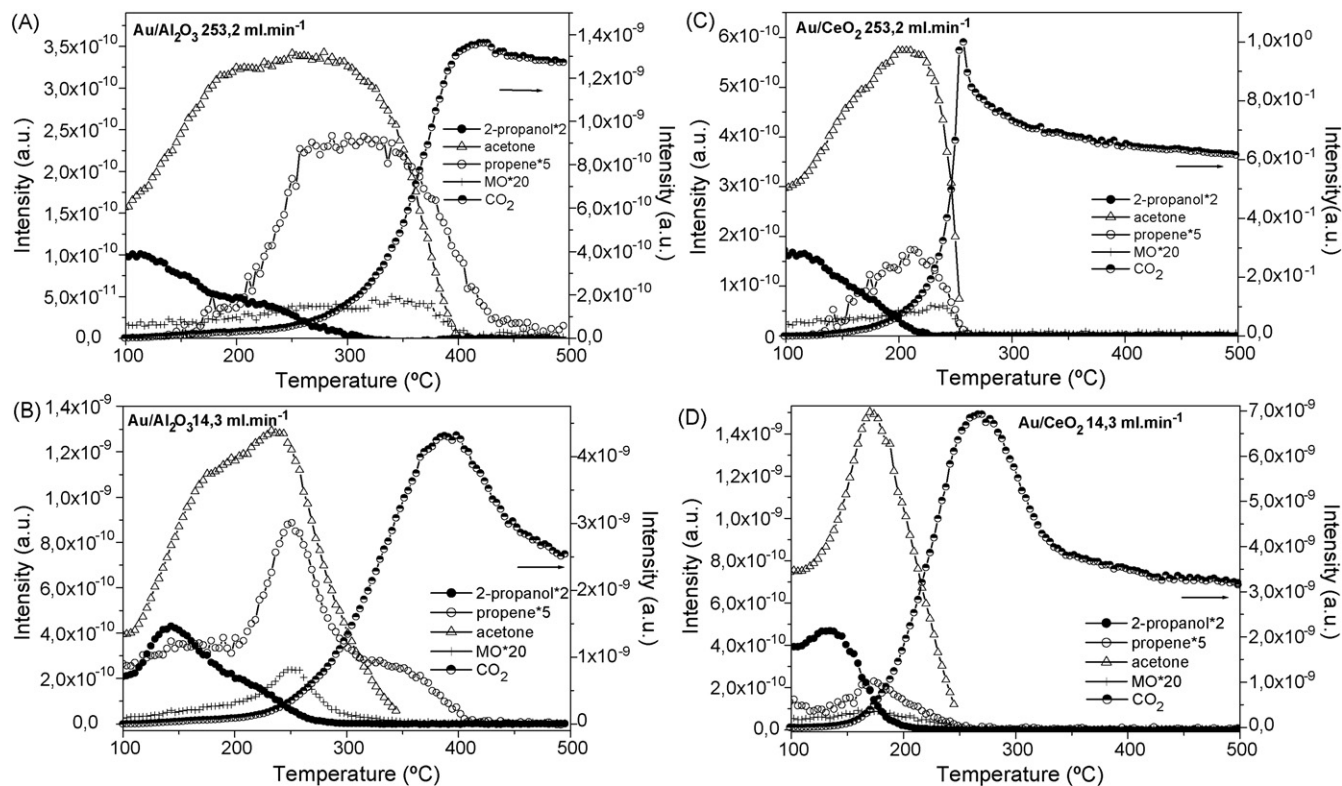 (A)
Au/Al₂O₃ 253,2 ml.min⁻¹
Intensity (a.u.)
3,5x10⁻¹⁰
3,0x10⁻¹⁰
2,5x10⁻¹⁰
2,0x10⁻¹⁰
1,5x10⁻¹⁰
1,0x10⁻¹⁰
5,0x10⁻¹¹
0,0
2-propanol*2
acetone
propene*5
MO*20
CO₂
1,4x10⁻⁹
1,2x10⁻⁹
1,0x10⁻⁹
8,0x10⁻¹⁰
6,0x10⁻¹⁰
4,0x10⁻¹⁰
2,0x10⁻¹⁰
0,0
Intensity (a.u.)
100 200 300 400 500
Temperature (ºC)
(C)
Au/CeO₂ 253,2 ml.min⁻¹
Intensity (a.u.)
6x10⁻¹⁰
5x10⁻¹⁰
4x10⁻¹⁰
3x10⁻¹⁰
2x10⁻¹⁰
1x10⁻¹⁰
0
2-propanol*2
acetone
propene*5
MO*20
CO₂
1,0x10⁰
8,0x10⁻¹
6,0x10⁻¹
4,0x10⁻¹
2,0x10⁻¹
0,0
Intensity(a.u.)
100 200 300 400 500
Temperature (ºC)
(B)
Au/Al₂O₃ 14,3 ml.min⁻¹
Intensity (a.u.)
1,4x10⁻⁹
1,2x10⁻⁹
1,0x10⁻⁹
8,0x10⁻¹⁰
6,0x10⁻¹⁰
4,0x10⁻¹⁰
2,0x10⁻¹⁰
0,0
2-propanol*2
propene*5
acetone
MO*20
CO₂
4x10⁻⁹
3x10⁻⁹
2x10⁻⁹
1x10⁻⁹
0
Intensity (a.u.)
100 200 300 400 500
Temperature (ºC)
(D)
Au/CeO₂ 14,3 ml.min⁻¹
Intensity (a.u.)
1,4x10⁻⁹
1,2x10⁻⁹
1,0x10⁻⁹
8,0x10⁻¹⁰
6,0x10⁻¹⁰
4,0x10⁻¹⁰
2,0x10⁻¹⁰
0,0
2-propanol*2
propene*5
acetone
MO*20
CO₂
7,0x10⁻⁹
6,0x10⁻⁹
5,0x10⁻⁹
4,0x10⁻⁹
3,0x10⁻⁹
2,0x10⁻⁹
1,0x10⁻⁹
0,0
Intensity (a.u.)
100 200 300 400 500
Temperature (ºC)